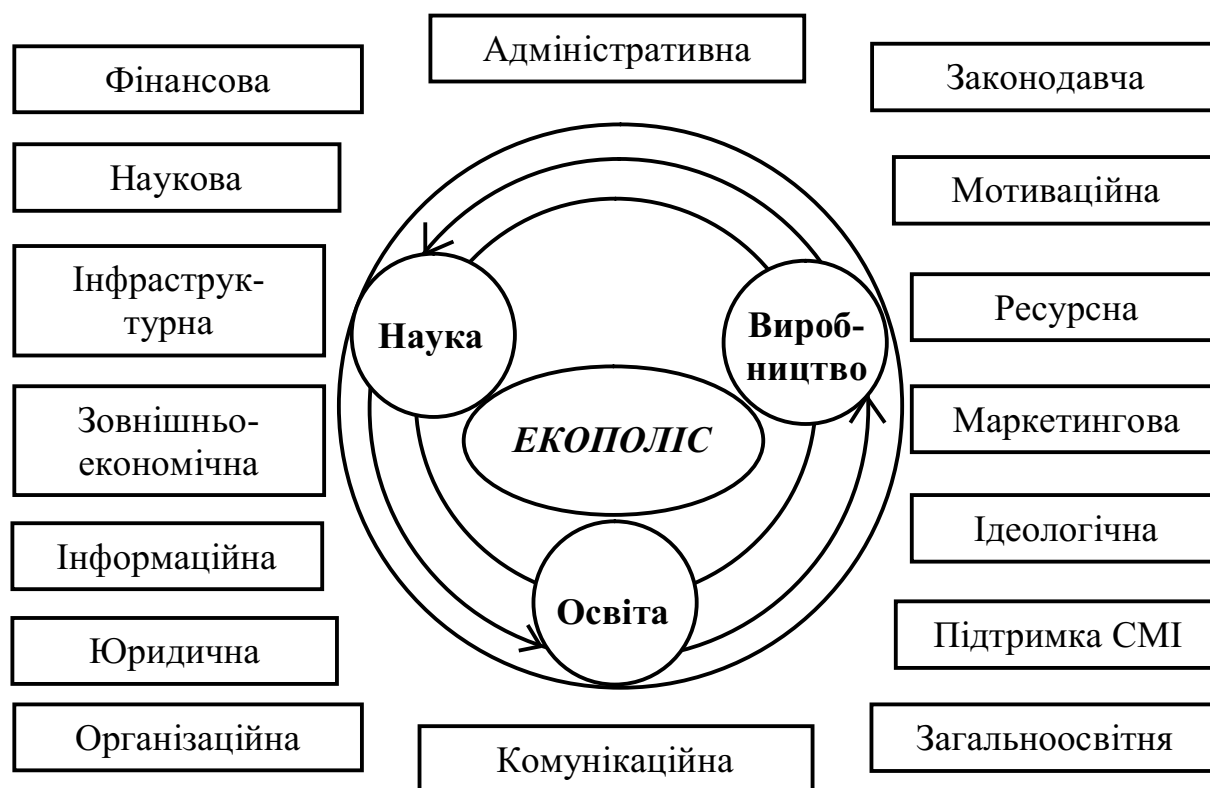 Адміністративна
Фінансова
Законодавча
Наукова
Мотиваційна
Інфраструк-
турна
Ресурсна
Наука
Вироб-
ництво
Зовнішньо-
економічна
Маркетингова
ЕКОПОЛІС
Інформаційна
Ідеологічна
Освіта
Юридична
Підтримка СМІ
Організаційна
Загальноосвітня
Комунікаційна